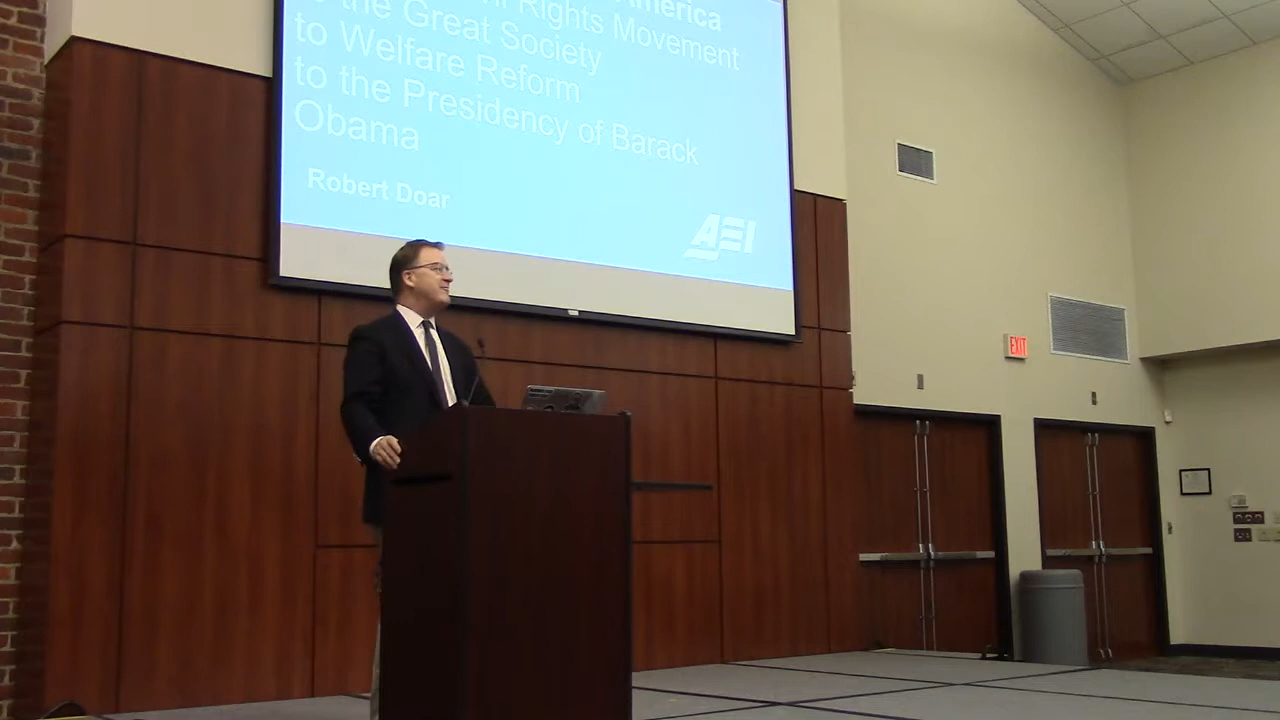 America
Rights Movement
the Great Society
to Welfare Reform
to the Presidency of Barack
Obama
Robert Doar
AEI
EXIT